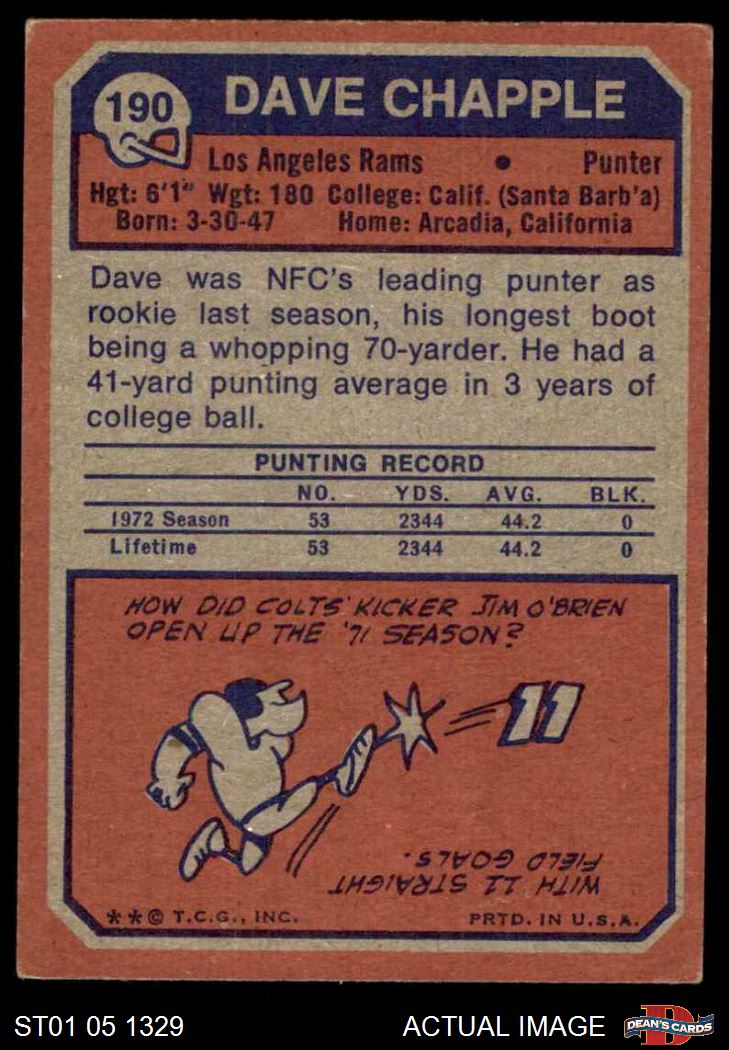 190
DAVE CHAPPLE
Los Angeles Rams • Punter
Hgt: 6'1" Wgt: 180 College: Calif. (Santa Barb'a)
Born: 3-30-47 Home: Arcadia, California
Dave was NFC's leading punter as
rookie last season, his longest boot
being a whopping 70-yarder. He had a
41-yard punting average in 3 years of
college ball.
PUNTING RECORD
NO. YDS. AVG. BLK.
1972 Season 53 2344 44.2 0
Lifetime 53 2344 44.2 0
HOW DID COLTS' KICKER JIM O'BRIEN
OPEN UP THE '71 SEASON?
11
WITH 11 STRAIGHT
FIELD GOALS.
**© T.C.G., INC. PRTD. IN U.S.A.
ST01 05 1329 ACTUAL IMAGE D DEAN'S CARDS